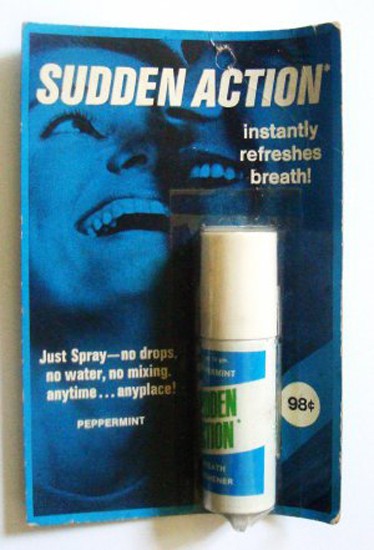 SUDDEN ACTION®
instantly
refreshes
breath!
Just Spray—no drops,
no water, no mixing.
anytime...anyplace!
PEPPERMINT
98¢